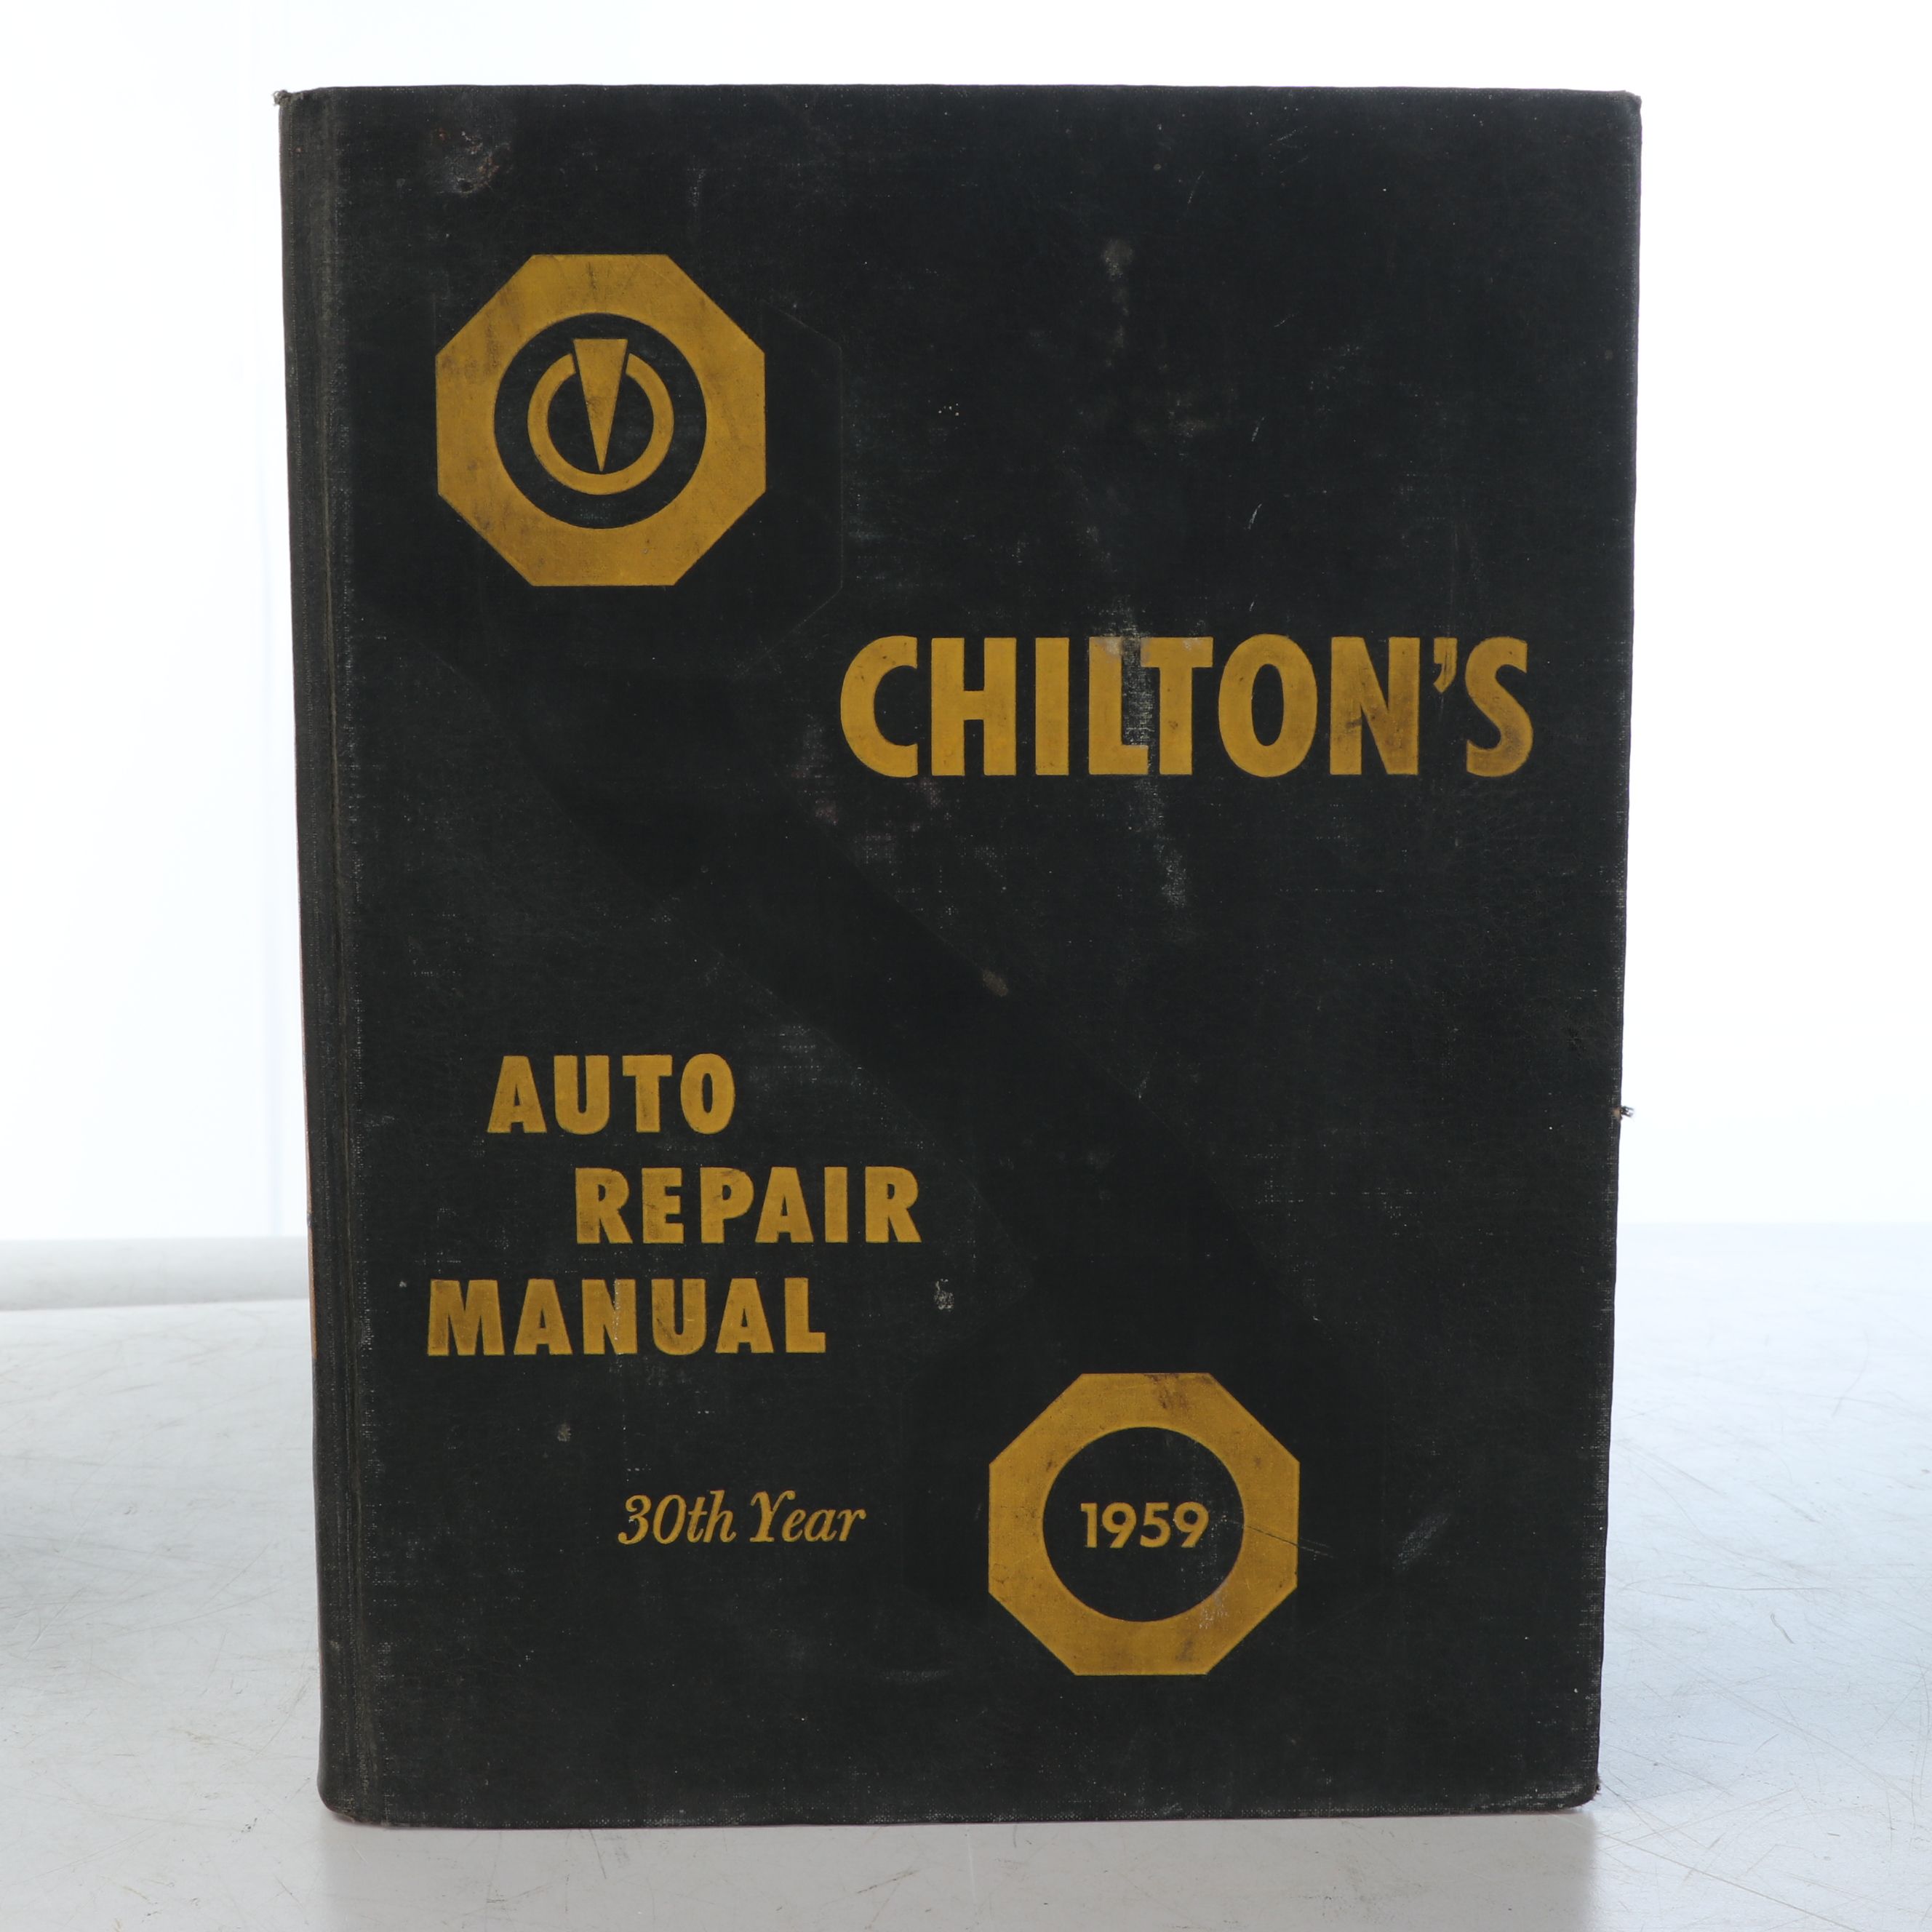 CHILTON'S
AUTO
REPAIR
MANUAL
30th Year
1959